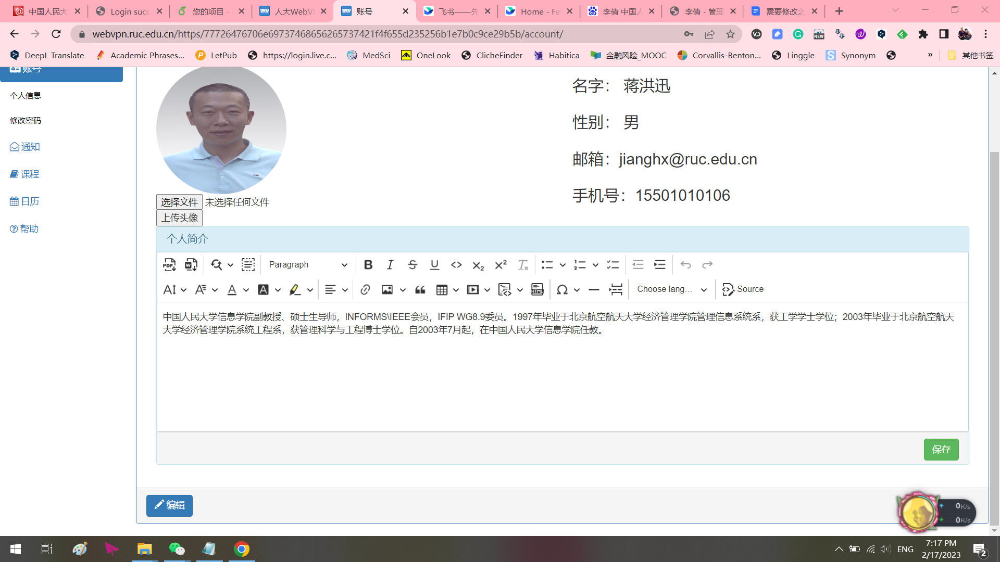 中国人民大
Login succ
您的项目 -
人大WebVP
账号
飞书——先
Home - Fe
李倩 中国人
李倩 - 管理
需要修改之
webvpn.ruc.edu.cn/https/77726476706e69737468656265737421f4f655d235256b1e7b0c9ce29b5b/account/
DeepL Translate
Academic Phrases...
LetPub
https://login.live.c...
MedSci
OneLook
ClicheFinder
Habitica
金融风险_MOOC
Corvallis-Benton...
Linggle
Synonym
»
其他书签
账号
个人信息
修改密码
通知
课程
日历
帮助
名字： 蒋洪迅
性别： 男
邮箱：jianghx@ruc.edu.cn
手机号：15501010106
选择文件 未选择任何文件
上传头像
个人简介
Paragraph
Choose lang...
Source
中国人民大学信息学院副教授、硕士生导师，INFORMS\IEEE会员，IFIP WG8.9委员。1997年毕业于北京航空航天大学经济管理学院管理信息系统系，获工学学士学位；2003年毕业于北京航空航天
大学经济管理学院系统工程系，获管理科学与工程博士学位。自2003年7月起，在中国人民大学信息学院任教。
保存
编辑
0K/s
0K/s
ENG
7:17 PM
2/17/2023
2